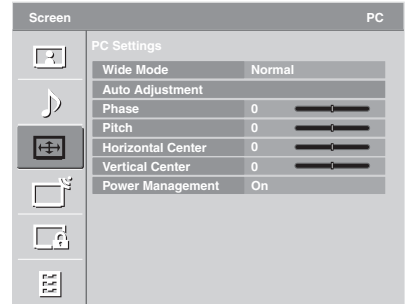 Screen PC
PC Settings
Wide Mode Normal
Auto Adjustment
Phase 0
Pitch 0
Horizontal Center 0
Vertical Center 0
Power Management On